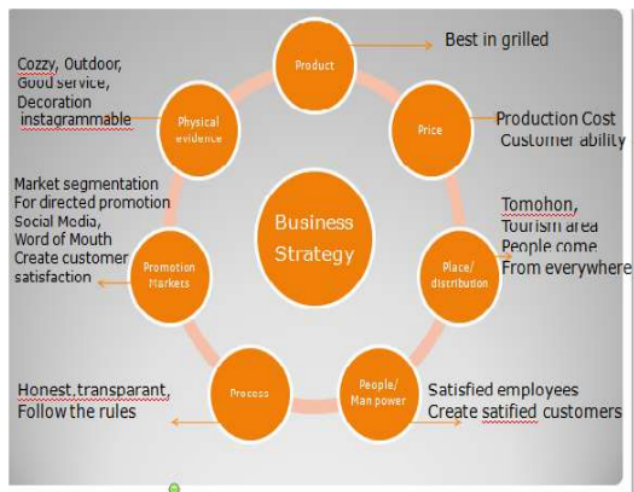 Product
Best in grilled
Cozzy, Outdoor,
Good service,
Decoration
instagrammable
Physical
evidence
Price
Production Cost
Customer ability
Business
Strategy
Market segmentation
For directed promotion
Social Media,
Word of Mouth
Create customer
satisfaction
Promotion
Markets
Place/
distribution
Tomohon,
Tourism area
People come
From everywhere
Honest,transparant,
Follow the rules
Process
People/
Man power
Satisfied employees
Create satified customers